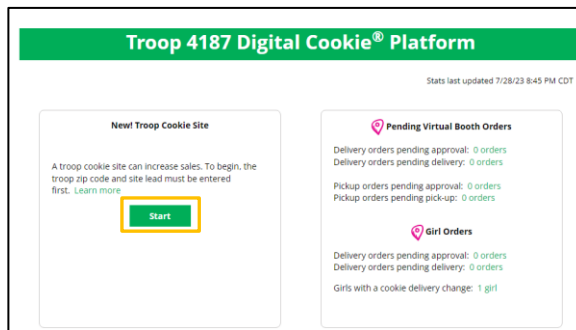 Troop 4187 Digital Cookie® Platform
Stats last updated 7/28/23 8:45 PM CDT
New! Troop Cookie Site
A troop cookie site can increase sales. To begin, the
troop zip code and site lead must be entered
first. Learn more
Start
Pending Virtual Booth Orders
Delivery orders pending approval: 0 orders
Delivery orders pending delivery: 0 orders
Pickup orders pending approval: 0 orders
Pickup orders pending pick-up: 0 orders
Girl Orders
Delivery orders pending approval: 0 orders
Delivery orders pending delivery: 0 orders
Girls with a cookie delivery change: 1 girl